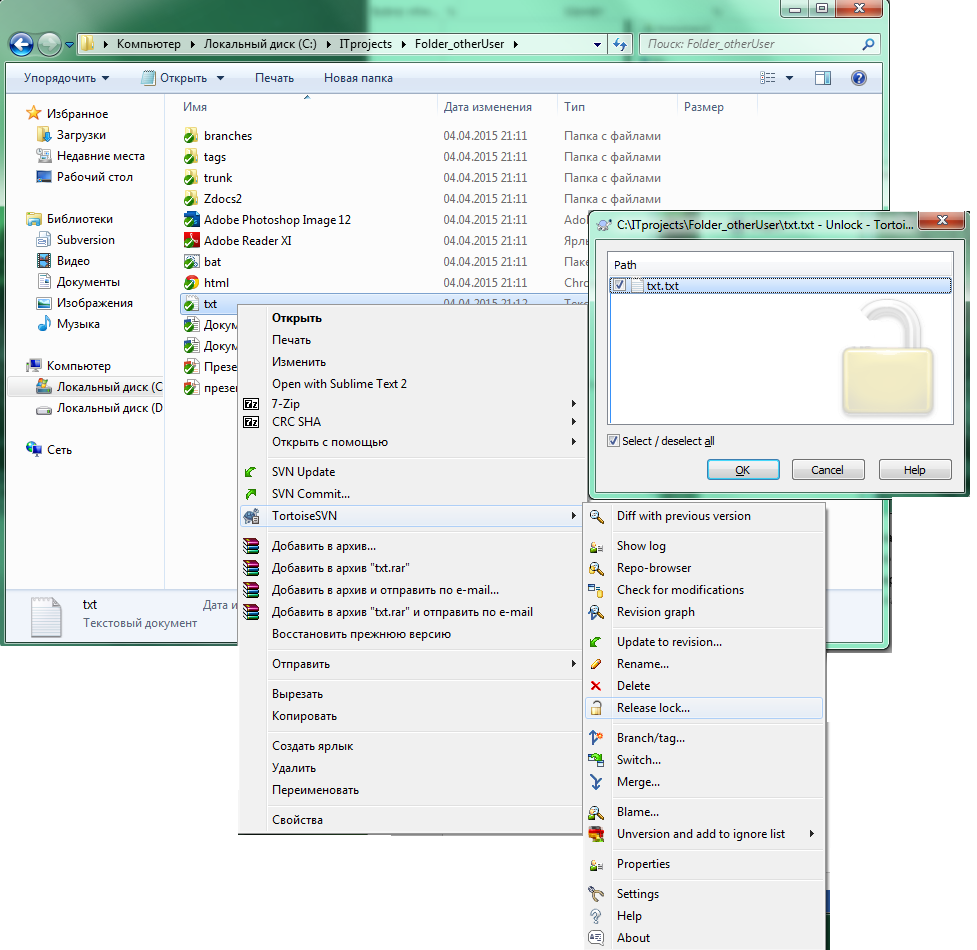 Компьютер
Локальный диск (C:)
ITprojects
Folder_otherUser
Поиск: Folder_otherUser
Упорядочить
Открыть
Печать
Новая папка
Избранное
Загрузки
Недавние места
Рабочий стол
Библиотеки
Subversion
Видео
Документы
Изображения
Музыка
Компьютер
Локальный диск (C
Локальный диск (D
Сеть
Имя Дата изменения Тип Размер
branches 04.04.2015 21:11 Папка с файлами
tags 04.04.2015 21:11 Папка с файлами
trunk 04.04.2015 21:11 Папка с файлами
Zdocs2 04.04.2015 21:11 Папка с файлами
Adobe Photoshop Image 12 04.04.2015 21:11 Adol
Adobe Reader XI 04.04.2015 21:11 Ярль
bat 04.04.2015 21:11 Паке
html 04.04.2015 21:11 Chro
txt 04.04.2015 21:12 Текс
Докум
Докум
Презе
презен
txt Дата и
Текстовый документ
Открыть
Печать
Изменить
Open with Sublime Text 2
7-Zip
CRC SHA
Открыть с помощью
SVN Update
SVN Commit...
TortoiseSVN
Добавить в архив...
Добавить в архив "txt.rar"
Добавить в архив и отправить по e-mail...
Добавить в архив "txt.rar" и отправить по e-mail
Восстановить прежнюю версию
Отправить
Вырезать
Копировать
Создать ярлык
Удалить
Переименовать
Свойства
C:\ITprojects\Folder_otherUser\txt.txt - Unlock - Tortoi...
Path
txt.txt
Select / deselect all
OK
Cancel
Help
Diff with previous version
Show log
Repo-browser
Check for modifications
Revision graph
Update to revision...
Rename...
Delete
Release lock...
Branch/tag...
Switch...
Merge...
Blame...
Unversion and add to ignore list
Properties
Settings
Help
About